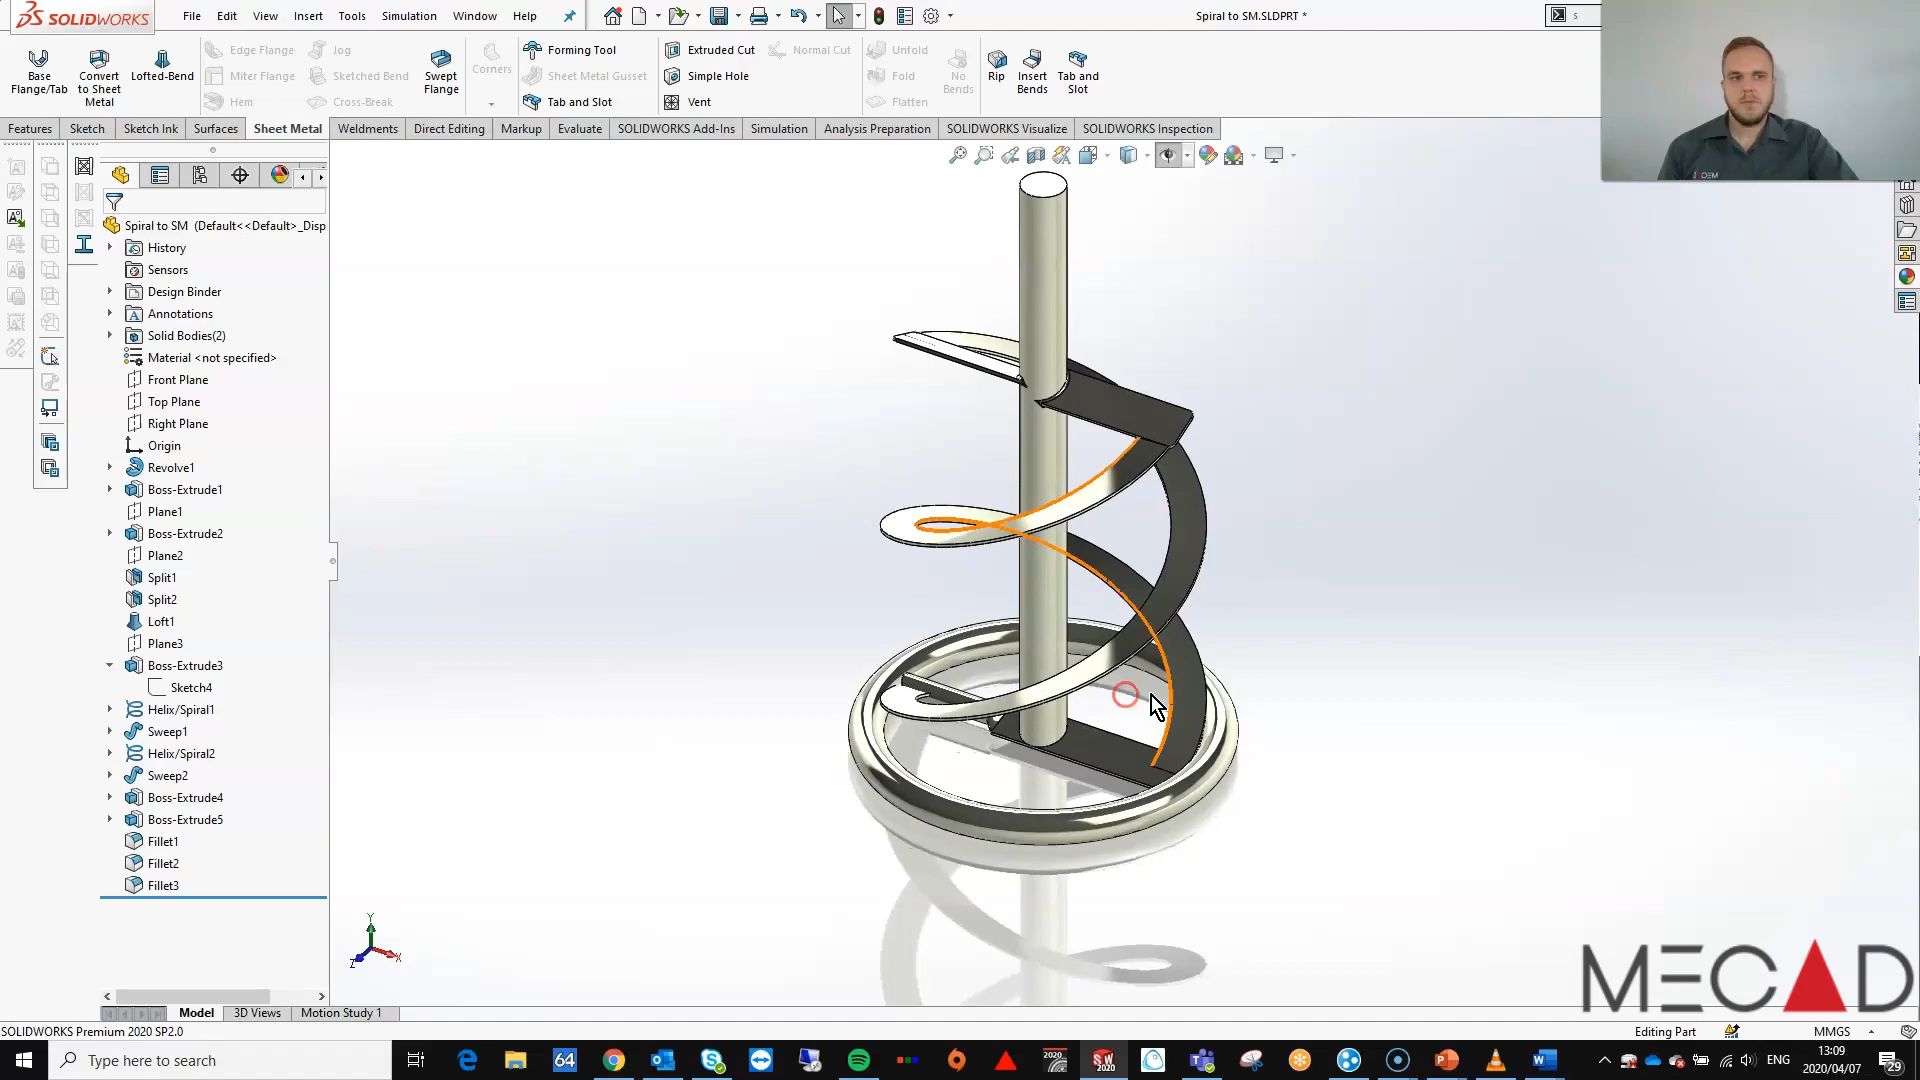 SOLIDWORKS
File Edit View Insert Tools Simulation Window Help
Spiral to SM.SLDPRT *
s
Base Flange/Tab
Convert to Sheet Metal
Lofted-Bend
Edge Flange
Miter Flange
Hem
Jog
Sketched Bend
Cross-Break
Swept Flange
Corners
Forming Tool
Sheet Metal Gusset
Tab and Slot
Extruded Cut
Simple Hole
Vent
Normal Cut
Unfold
Fold
Flatten
No Bends
Rip
Insert Bends
Tab and Slot
Features Sketch Sketch Ink Surfaces Sheet Metal Weldments Direct Editing Markup Evaluate SOLIDWORKS Add-Ins Simulation Analysis Preparation SOLIDWORKS Visualize SOLIDWORKS Inspection
Spiral to SM (Default<<Default>_Disp
History
Sensors
Design Binder
Annotations
Solid Bodies(2)
Material <not specified>
Front Plane
Top Plane
Right Plane
Origin
Revolve1
Boss-Extrude1
Plane1
Boss-Extrude2
Plane2
Split1
Split2
Loft1
Plane3
Boss-Extrude3
Sketch4
Helix/Spiral1
Sweep1
Helix/Spiral2
Sweep2
Boss-Extrude4
Boss-Extrude5
Fillet1
Fillet2
Fillet3
Y
X
Z
MECAD
Model 3D Views Motion Study 1
SOLIDWORKS Premium 2020 SP2.0
Editing Part
MMGS
Type here to search
64
2020
SW 2020
ENG
13:09
2020/04/07
29